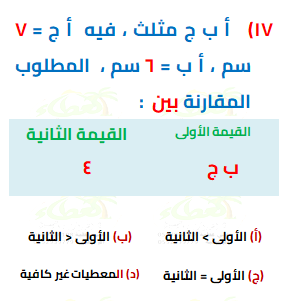 ١٧) أ ب ج مثلث ، فيه أ ج = ٧
سم ، أ ب = ٦ سم ، المطلوب
المقارنة بين :
القيمة الأولى القيمة الثانية
ب ج ٤
(أ) الأولى > الثانية (ب) الأولى < الثانية
(ج) الأولى = الثانية (د) المعطيات غير كافية